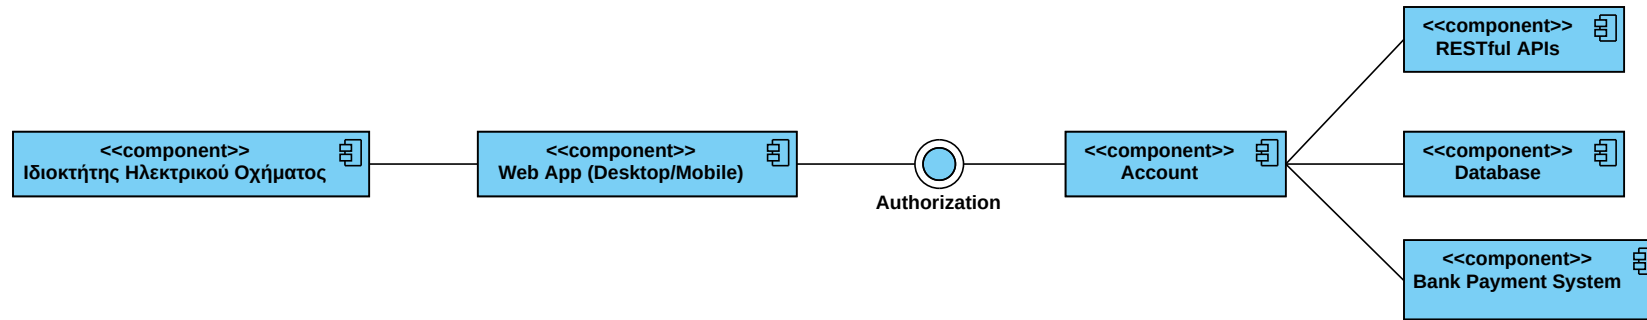 <<component>>
Ιδιοκτήτης Ηλεκτρικού Οχήματος
<<component>>
Web App (Desktop/Mobile)
Authorization
<<component>>
Account
<<component>>
RESTful APIs
<<component>>
Database
<<component>>
Bank Payment System